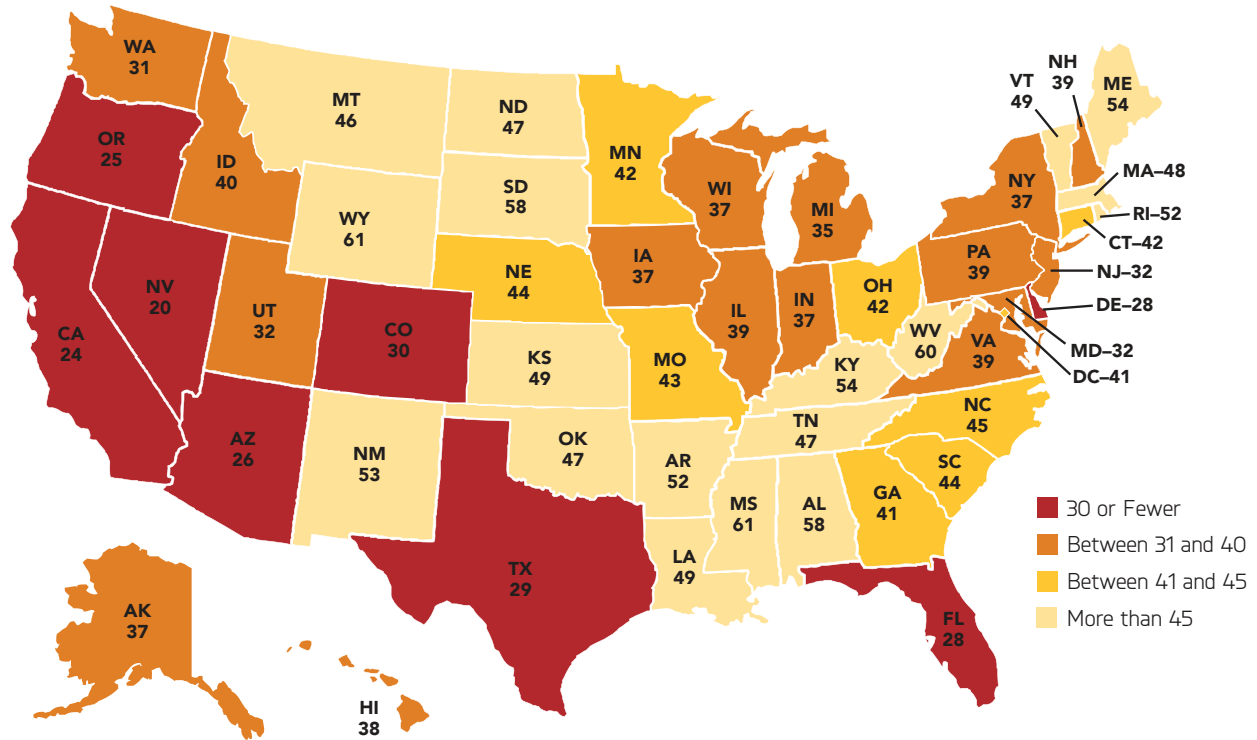 WA
31
OR
25
CA
24
NV
20
ID
40
MT
46
WY
61
UT
32
CO
30
AZ
26
NM
53
ND
47
SD
58
NE
44
KS
49
OK
47
TX
29
MN
42
IA
37
MO
43
AR
52
LA
49
WI
37
IL
39
MI
35
IN
37
OH
42
KY
54
TN
47
MS
61
AL
58
GA
41
FL
28
SC
44
NC
45
VA
39
WV
60
PA
39
NY
37
VT
49
NH
39
ME
54
MA–48
RI–52
CT–42
NJ–32
DE–28
MD–32
DC–41
AK
37
HI
38
30 or Fewer
Between 31 and 40
Between 41 and 45
More than 45